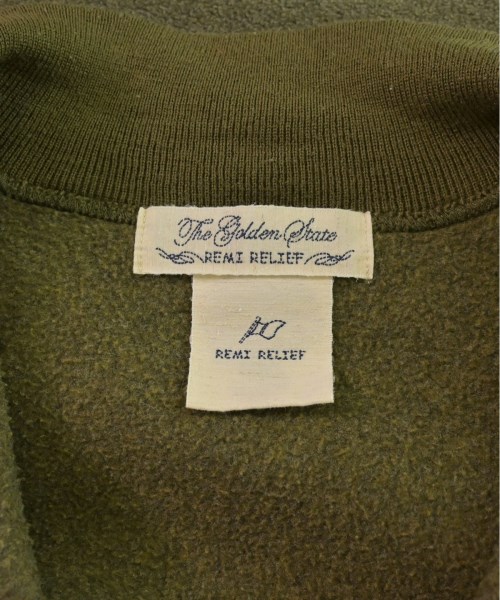 The Golden State
REMI RELIEF
REMI RELIEF